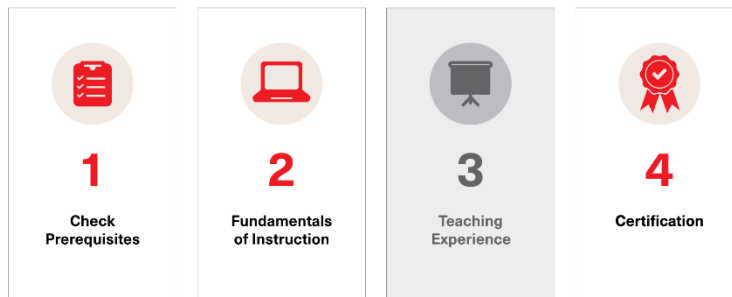 1
Check
Prerequisites
2
Fundamentals
of Instruction
3
Teaching
Experience
4
Certification